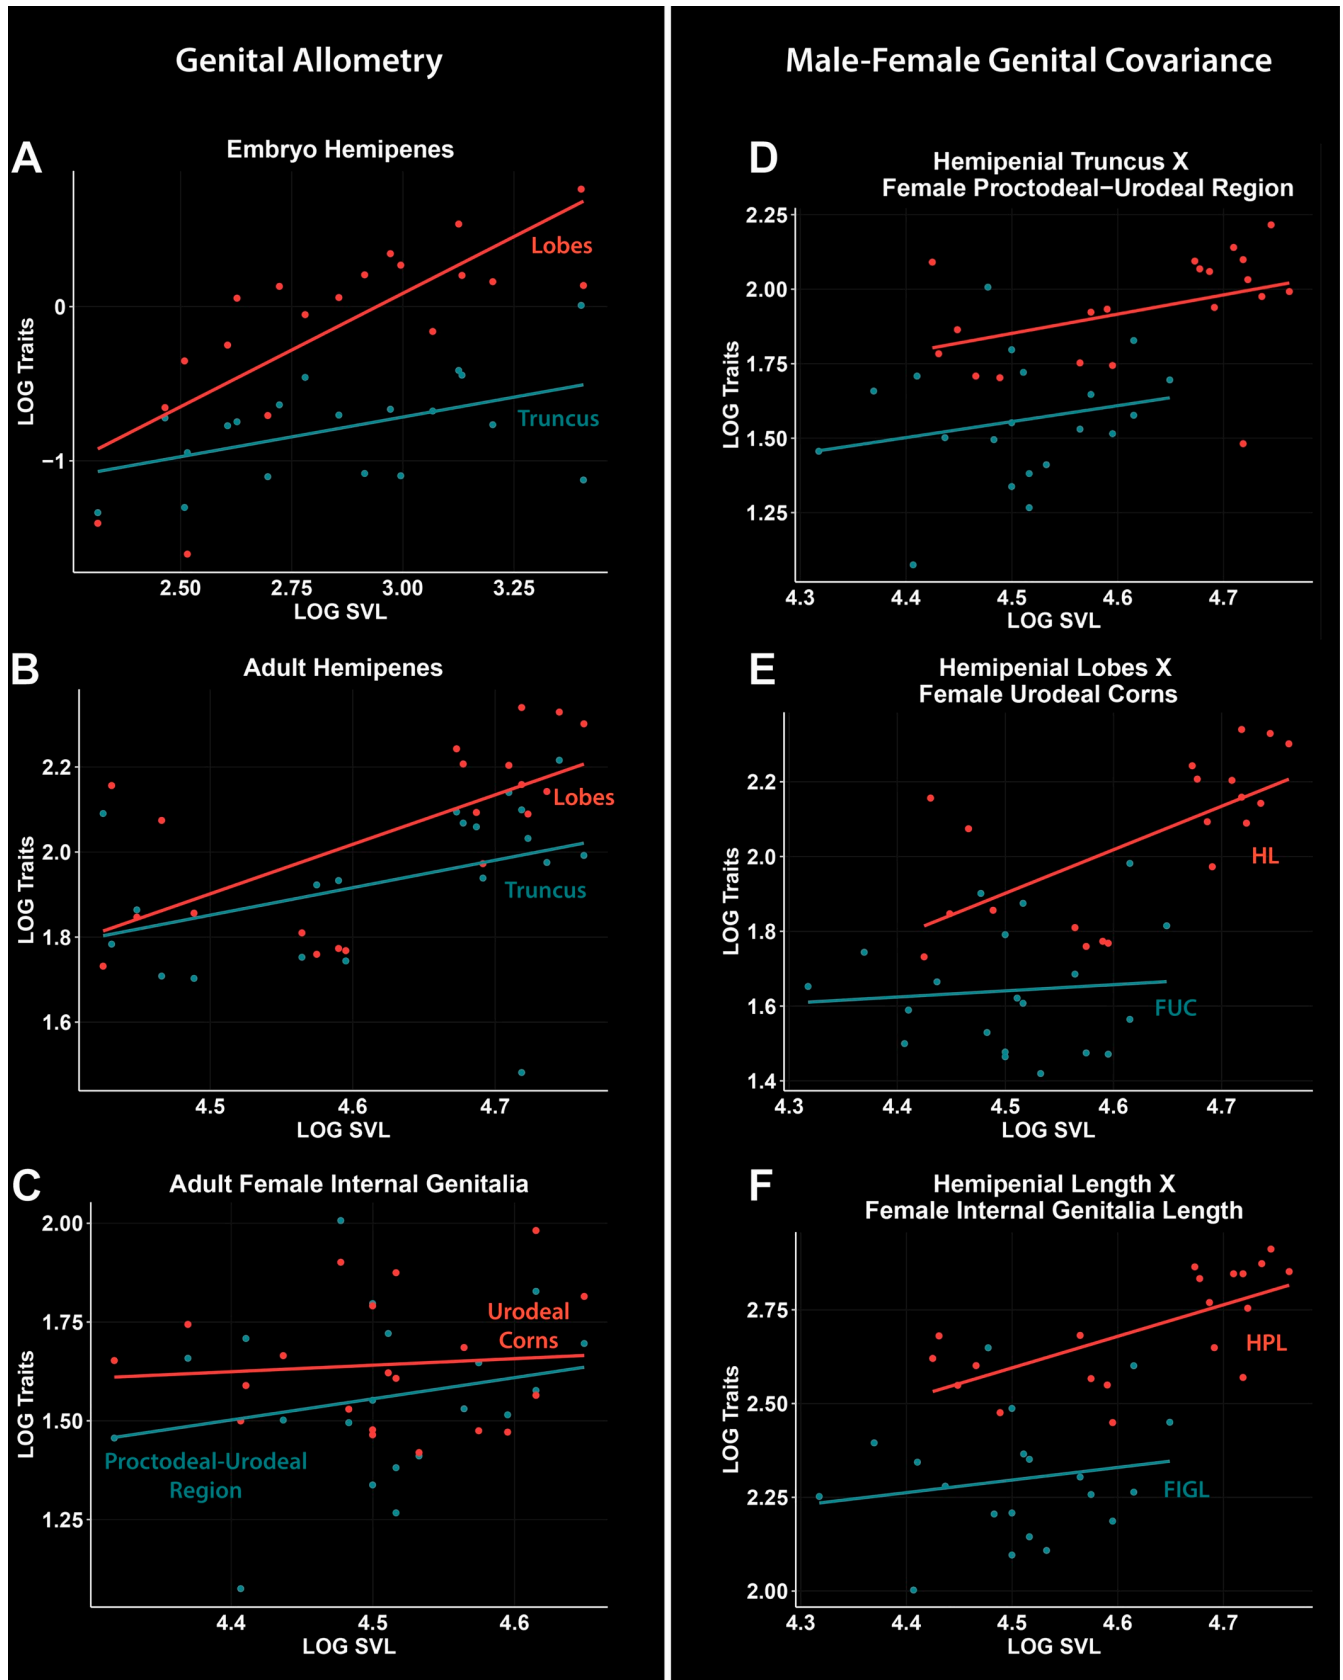 Genital Allometry
A
Embryo Hemipenes
LOG Traits
0
−1
Lobes
Truncus
2.50 2.75 3.00 3.25
LOG SVL
B
Adult Hemipenes
LOG Traits
2.2
2.0
1.8
1.6
Lobes
Truncus
4.5 4.6 4.7
LOG SVL
C
Adult Female Internal Genitalia
LOG Traits
2.00
1.75
1.50
1.25
Urodeal
Corns
Proctodeal-Urodeal
Region
4.4 4.5 4.6
LOG SVL
Male-Female Genital Covariance
D
Hemipenial Truncus X
Female Proctodeal−Urodeal Region
LOG Traits
2.25
2.00
1.75
1.50
1.25
4.3 4.4 4.5 4.6 4.7
LOG SVL
E
Hemipenial Lobes X
Female Urodeal Corns
LOG Traits
2.2
2.0
1.8
1.6
1.4
HL
FUC
4.3 4.4 4.5 4.6 4.7
LOG SVL
F
Hemipenial Length X
Female Internal Genitalia Length
LOG Traits
2.75
2.50
2.25
2.00
HPL
FIGL
4.3 4.4 4.5 4.6 4.7
LOG SVL